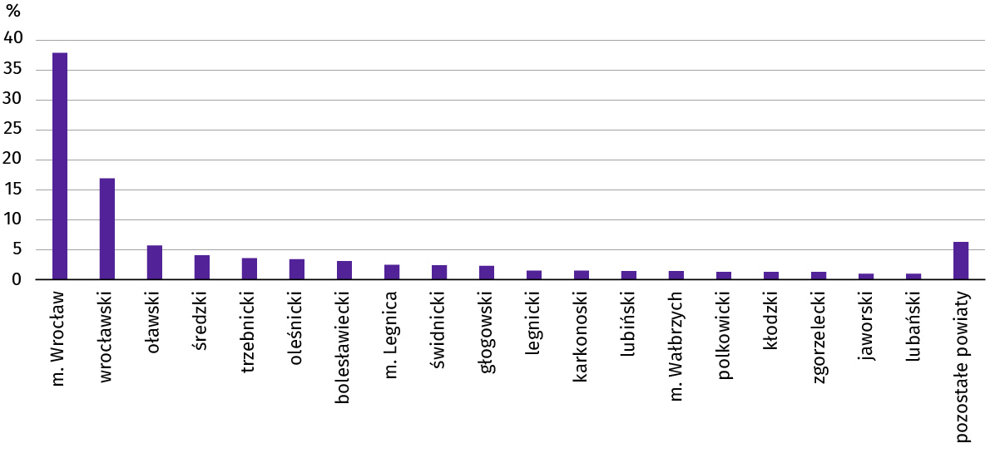 %
40
35
30
25
20
15
10
5
0
m. Wrocław
wrocławski
oławski
średzki
trzebnicki
oleśnicki
bolesławiecki
m. Legnica
świdnicki
głogowski
legnicki
karkonoski
lubiński
m. Wałbrzych
polkowicki
kłodzki
zgorzelecki
jaworski
lubański
pozostałe powiaty